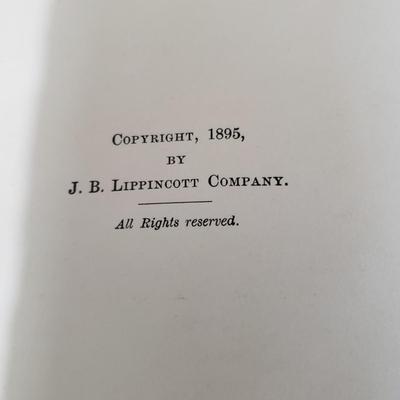 COPYRIGHT, 1895,
BY
J. B. LIPPINCOTT COMPANY.
All Rights reserved.